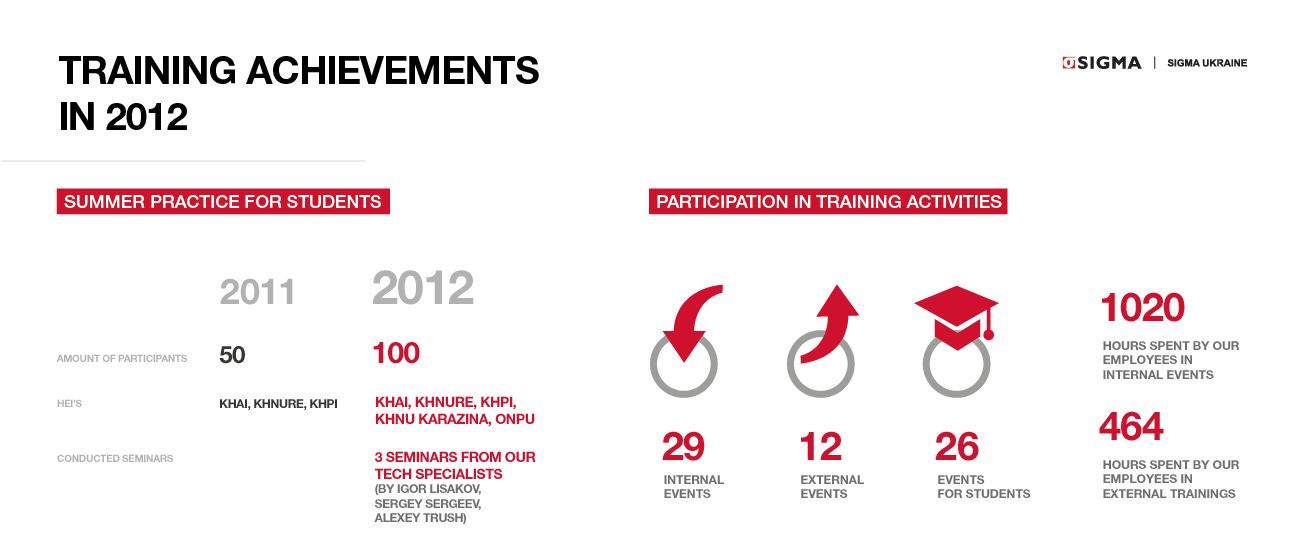 TRAINING ACHIEVEMENTS
IN 2012
SIGMA | SIGMA UKRAINE
SUMMER PRACTICE FOR STUDENTS
2011
2012
AMOUNT OF PARTICIPANTS
50
100
HEI'S
KHAI, KHNURE, KHPI
KHAI, KHNURE, KHPI,
KHNU KARAZINA, ONPU
CONDUCTED SEMINARS
3 SEMINARS FROM OUR
TECH SPECIALISTS
(BY IGOR LISAKOV,
SERGEY SERGEEV,
ALEXEY TRUSH)
PARTICIPATION IN TRAINING ACTIVITIES
29
INTERNAL
EVENTS
12
EXTERNAL
EVENTS
26
EVENTS
FOR STUDENTS
1020
HOURS SPENT BY OUR
EMPLOYEES IN
INTERNAL EVENTS
464
HOURS SPENT BY OUR
EMPLOYEES IN
EXTERNAL TRAININGS